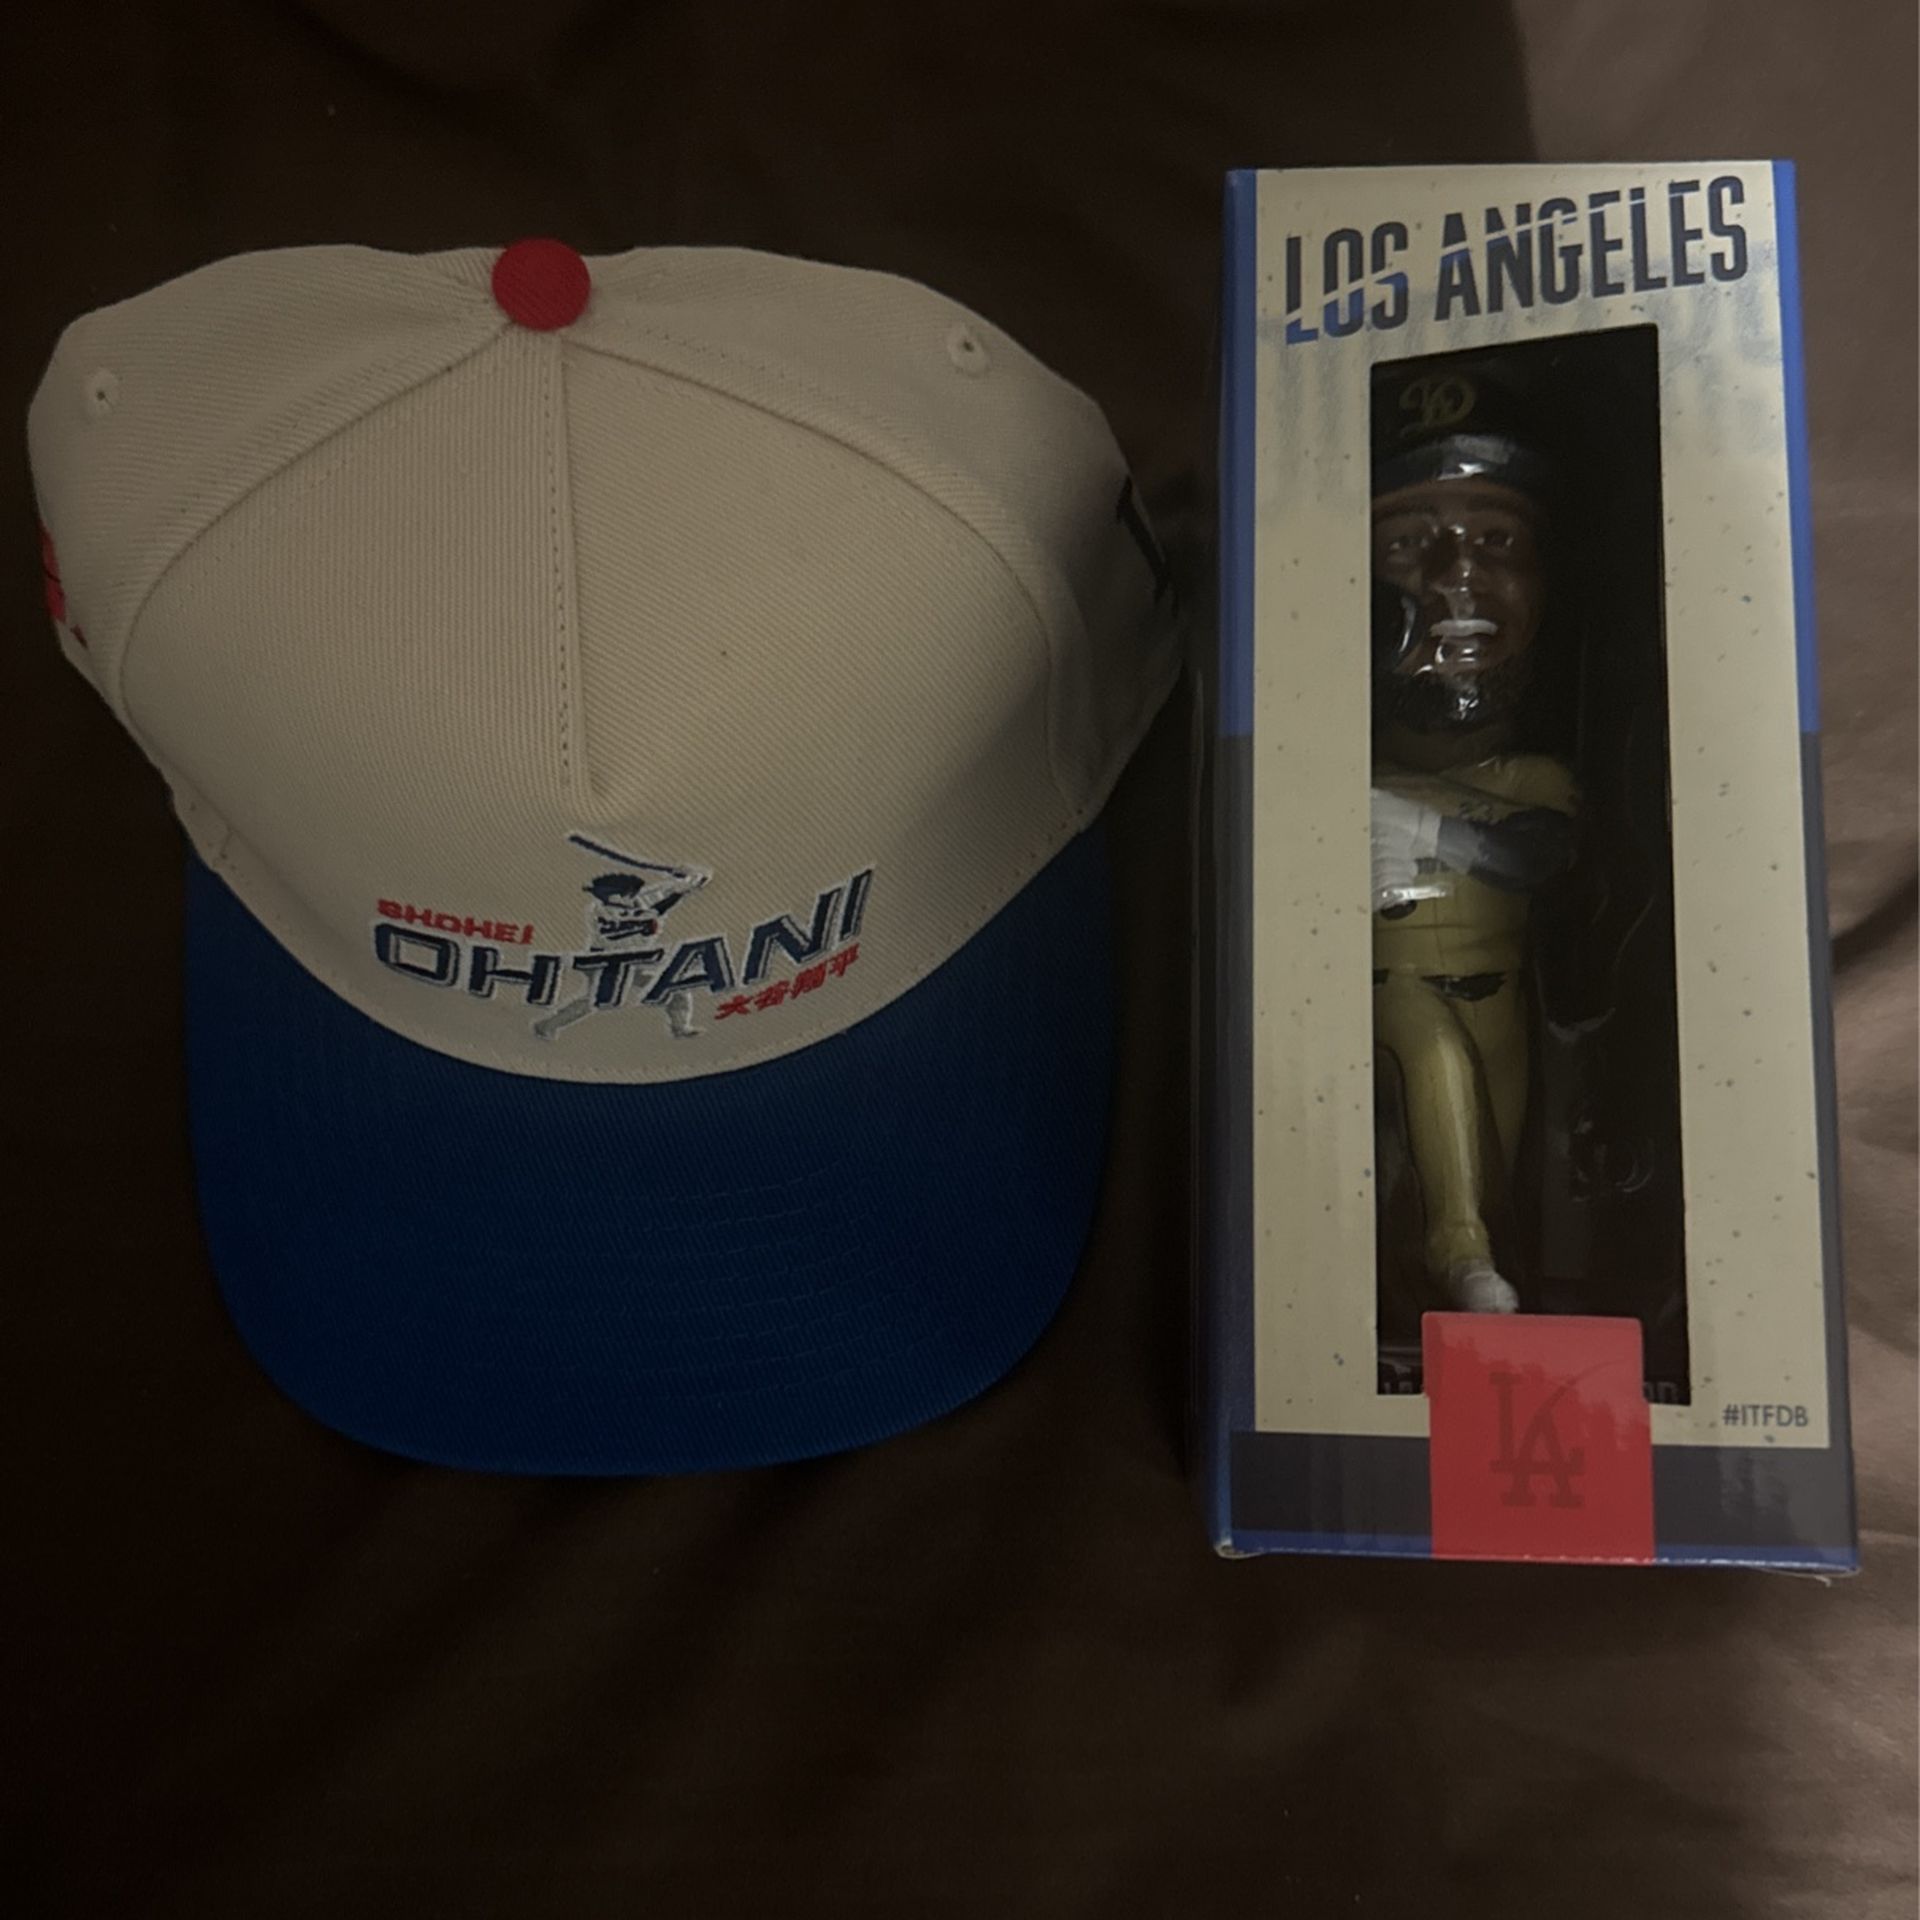 SHOHEI
OHTANI
大谷翔平
LOS ANGELES
LA
#ITFDB